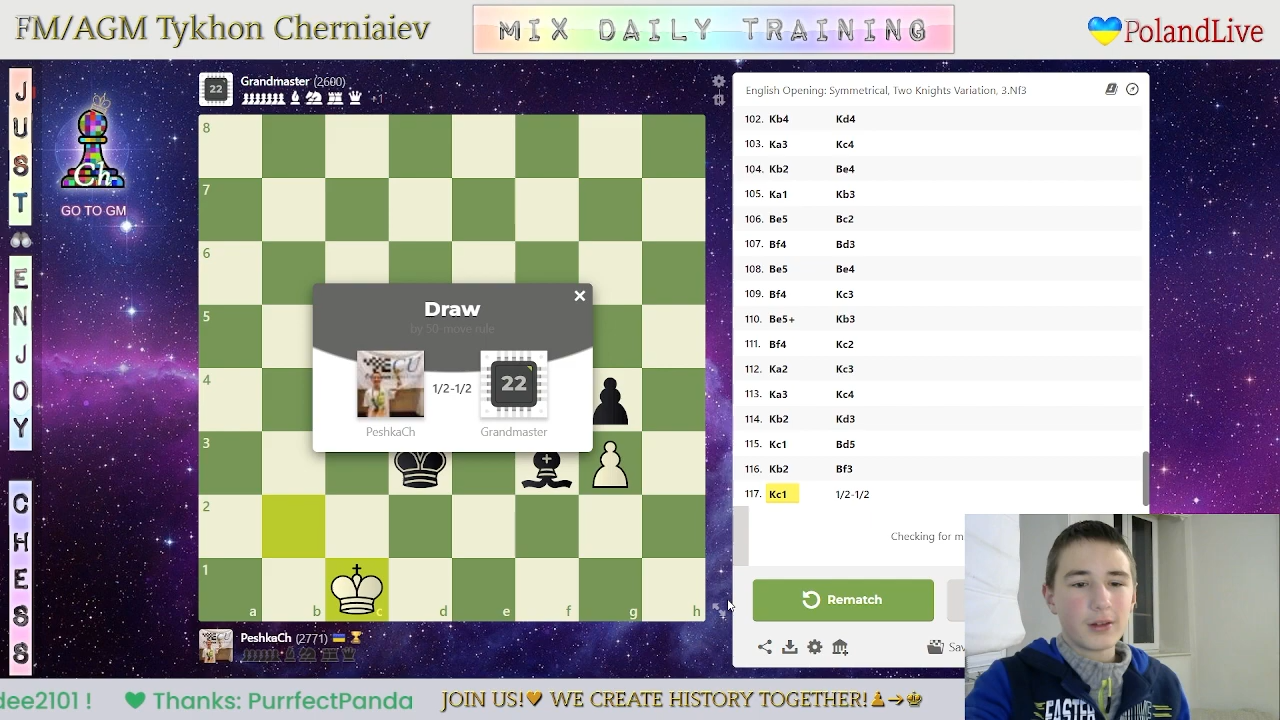 FM/AGM Tykhon Cherniaiev
MIX DAILY TRAINING
PolandLive
JUST
ENJOY
CHESS
Ch
GO TO GM
22
Grandmaster (2600)
+1
8
7
6
5
4
3
2
1
a b c d e f g h
Draw
by 50-move rule
ECU
1/2-1/2
22
PeshkaCh
Grandmaster
PeshkaCh (2771)
English Opening: Symmetrical, Two Knights Variation, 3.Nf3
102. Kb4 Kd4
103. Ka3 Kc4
104. Kb2 Be4
105. Ka1 Kb3
106. Be5 Bc2
107. Bf4 Bd3
108. Be5 Be4
109. Bf4 Kc3
110. Be5+ Kb3
111. Bf4 Kc2
112. Ka2 Kc3
113. Ka3 Kc4
114. Kb2 Kd3
115. Kc1 Bd5
116. Kb2 Bf3
117. Kc1 1/2-1/2
Checking for m
Rematch
Sav
EASTER
dee2101 !
Thanks: PurrfectPanda
JOIN US! WE CREATE HISTORY TOGETHER!